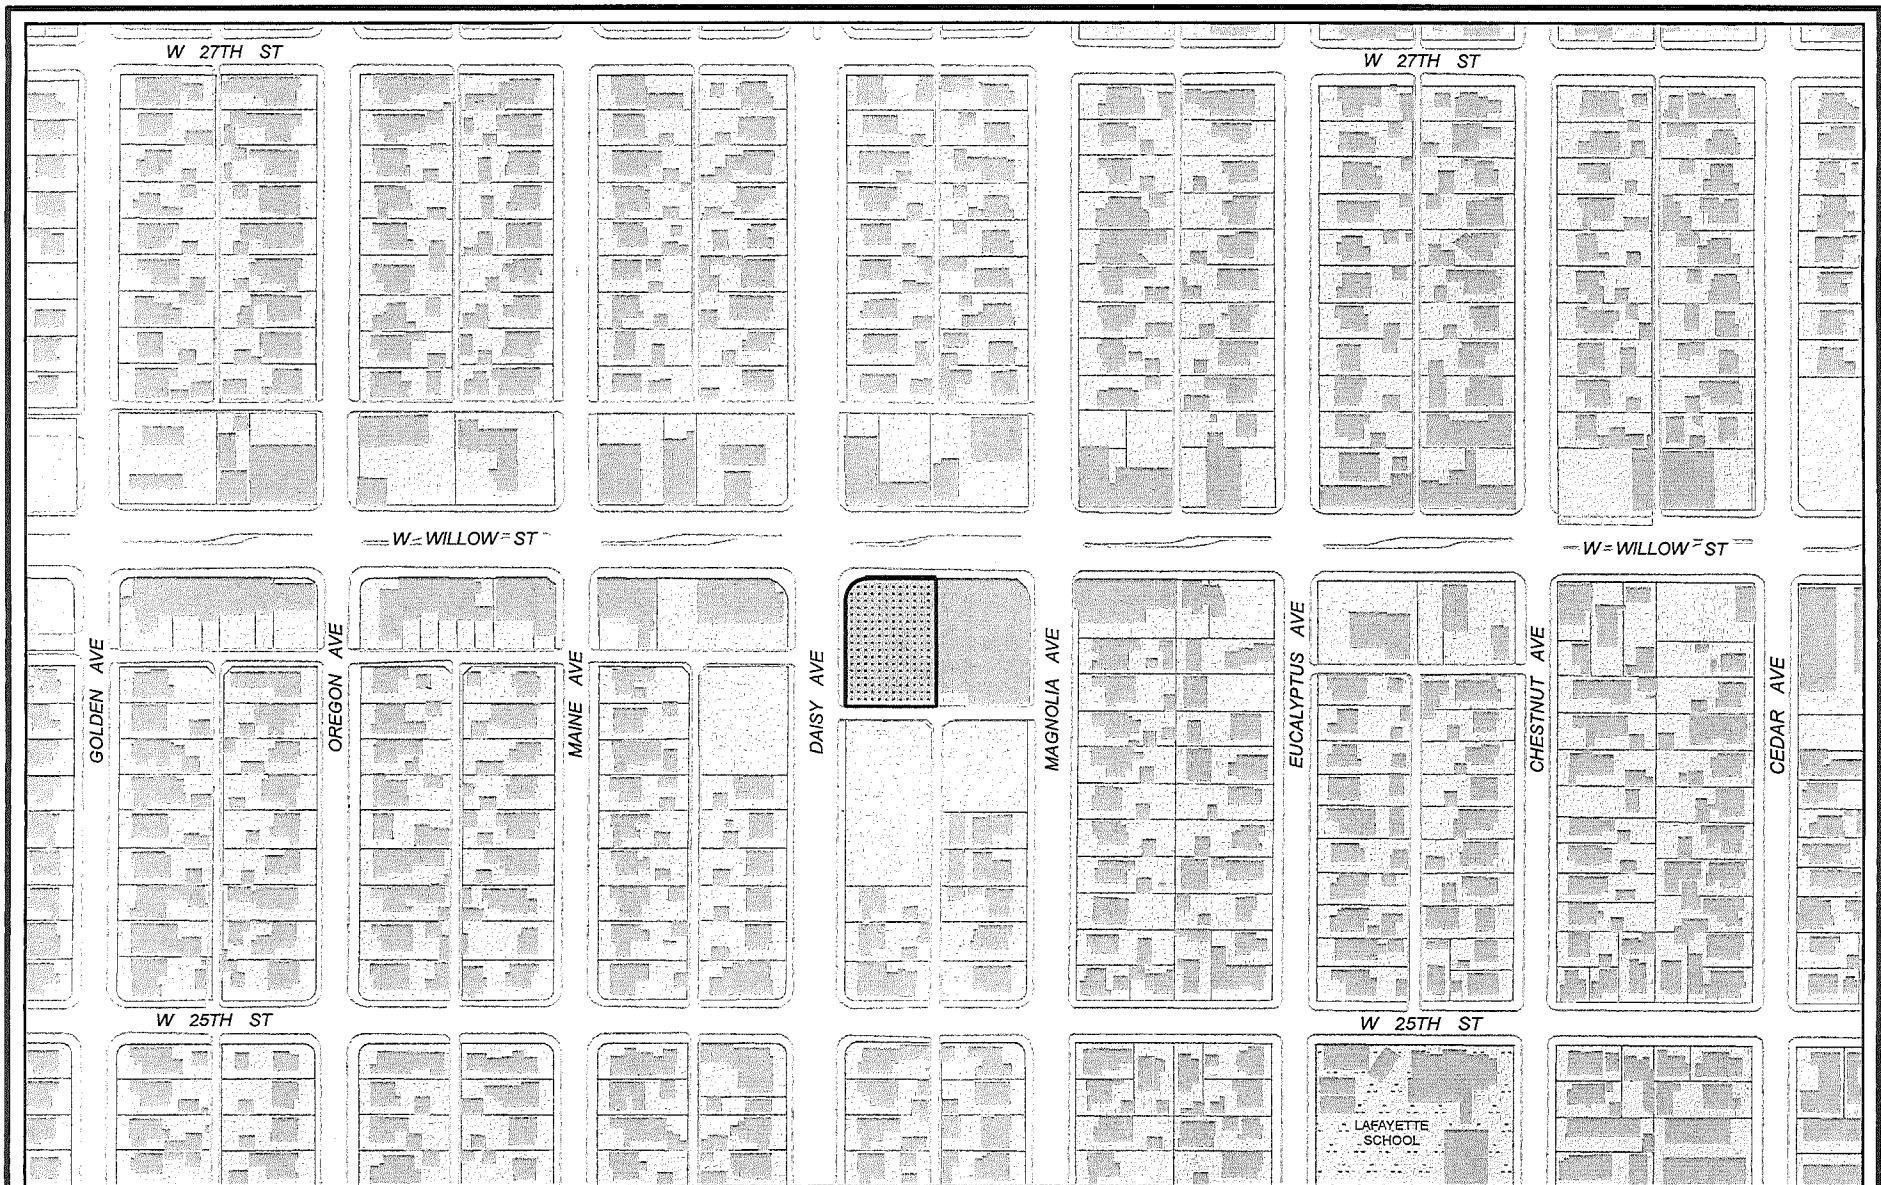 W 27TH ST
W 27TH ST
W WILLOW ST
W WILLOW ST
GOLDEN AVE
OREGON AVE
MAINE AVE
DAISY AVE
MAGNOLIA AVE
EUCALYPTUS AVE
CHESTNUT AVE
CEDAR AVE
W 25TH ST
W 25TH ST
LAFAYETTE
SCHOOL